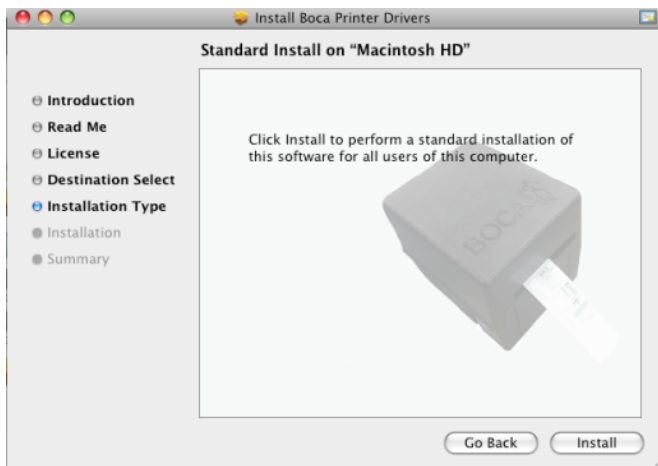 Install Boca Printer Drivers
Standard Install on “Macintosh HD”
Introduction
Read Me
License
Destination Select
Installation Type
Installation
Summary
Click Install to perform a standard installation of
this software for all users of this computer.
BOCA
Go Back
Install